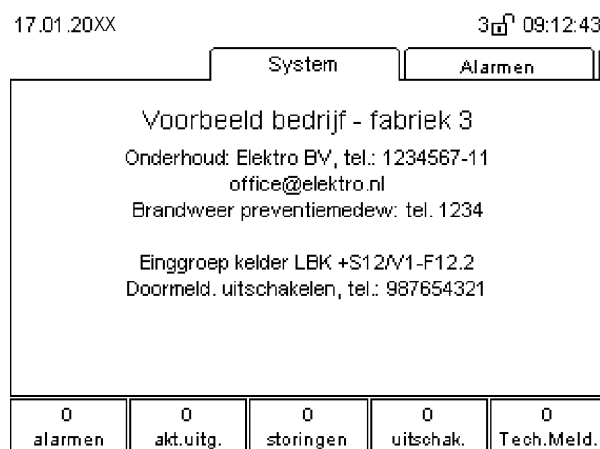 17.01.20XX 3 09:12:43
System Alarmen
Voorbeeld bedrijf - fabriek 3
Onderhoud: Elektro BV, tel.: 1234567-11
office@elektro.nl
Brandweer preventiemedew: tel. 1234
Einggroep kelder LBK +S12/V1-F12.2
Doormeld. uitschakelen, tel.: 987654321
0 0 0 0 0
alarmen akt.uitg. storingen uitschak. Tech.Meld.